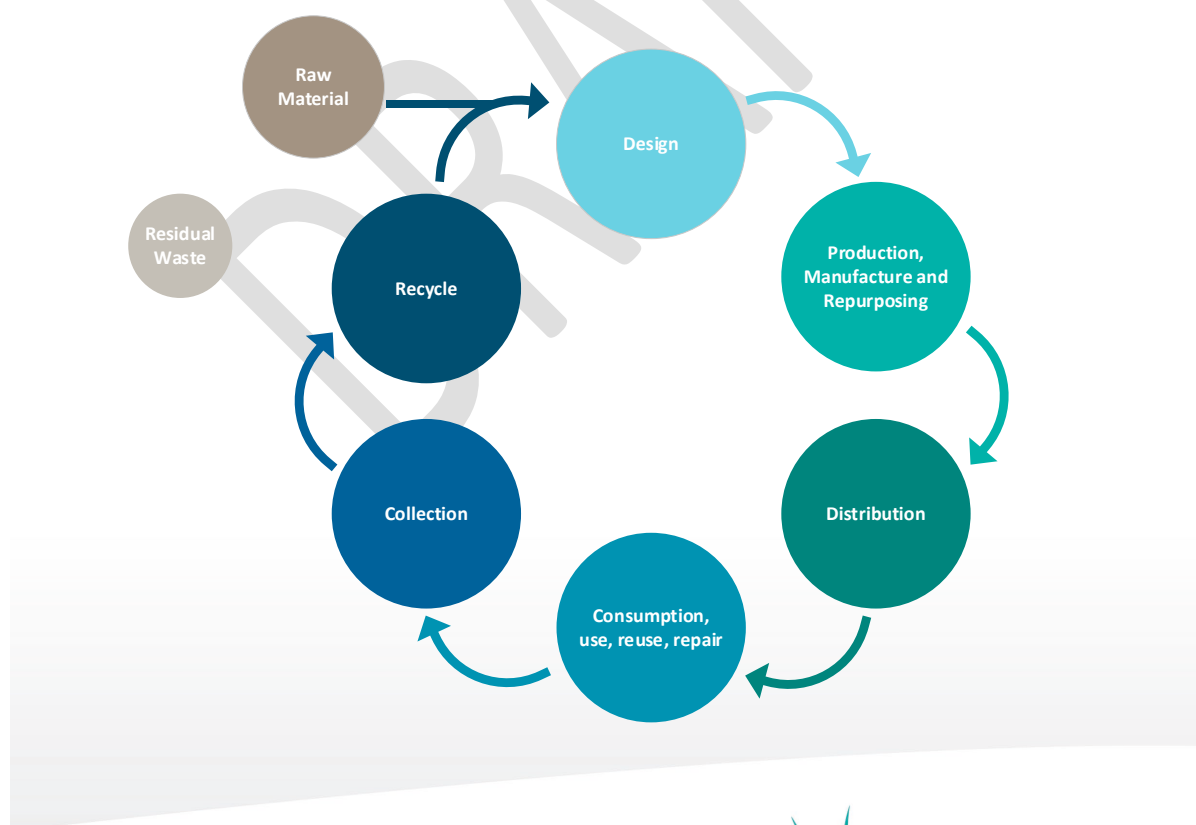 Raw
Material
Design
Residual
Waste
Recycle
Production,
Manufacture and
Repurposing
Collection
Distribution
Consumption,
use, reuse, repair